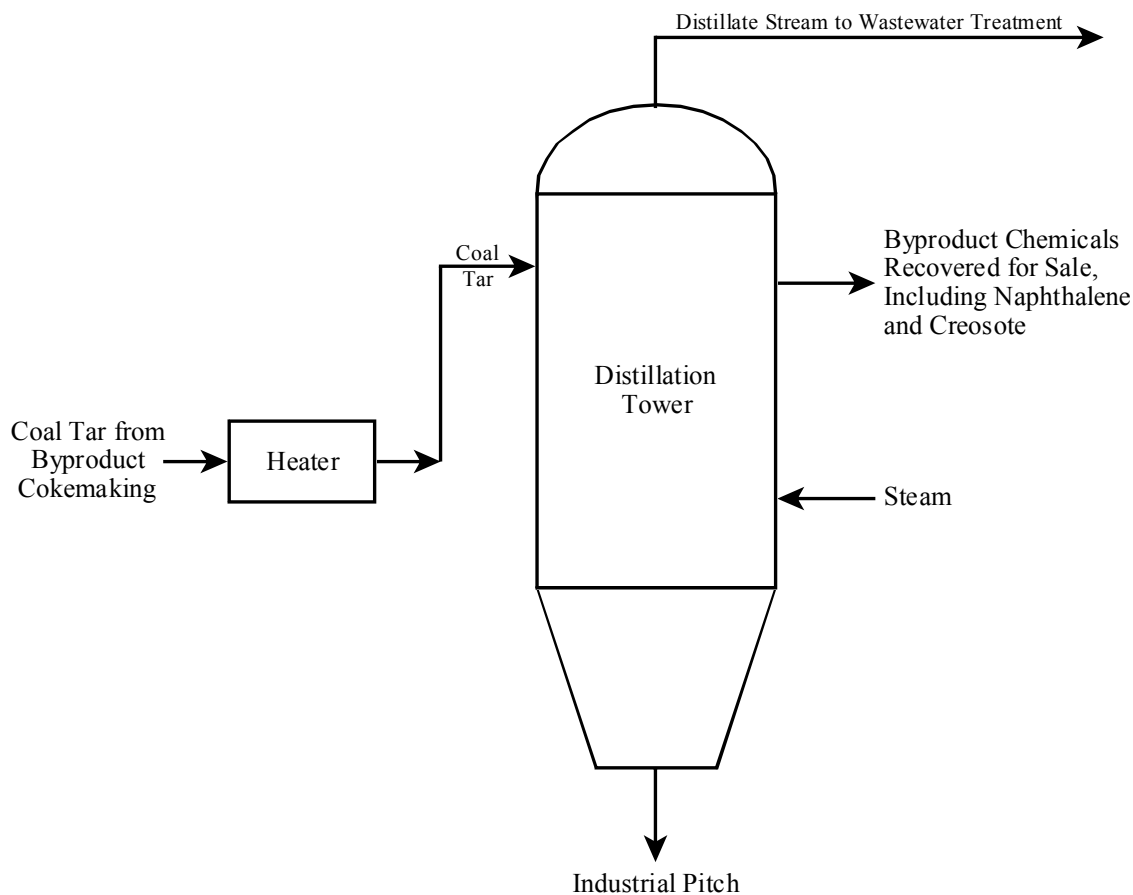 Distillate Stream to Wastewater Treatment
Coal
Tar
Byproduct Chemicals
Recovered for Sale,
Including Naphthalene
and Creosote
Distillation
Tower
Coal Tar from
Byproduct
Cokemaking
Heater
Steam
Industrial Pitch